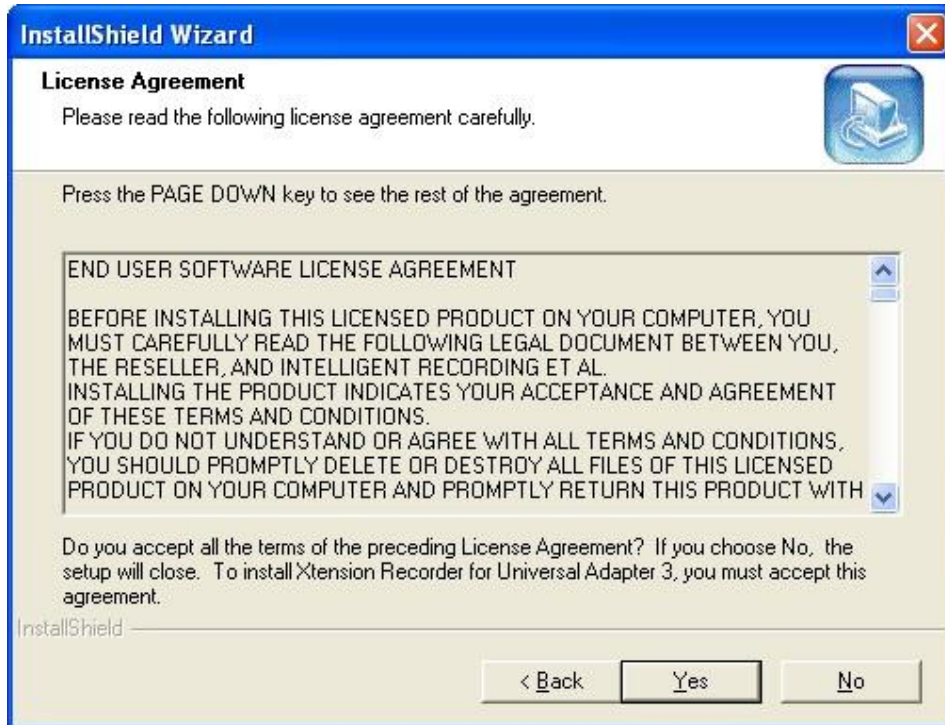 InstallShield Wizard
License Agreement
Please read the following license agreement carefully.
Press the PAGE DOWN key to see the rest of the agreement.
END USER SOFTWARE LICENSE AGREEMENT
BEFORE INSTALLING THIS LICENSED PRODUCT ON YOUR COMPUTER, YOU
MUST CAREFULLY READ THE FOLLOWING LEGAL DOCUMENT BETWEEN YOU,
THE RESELLER, AND INTELLIGENT RECORDING ET AL.
INSTALLING THE PRODUCT INDICATES YOUR ACCEPTANCE AND AGREEMENT
OF THESE TERMS AND CONDITIONS.
IF YOU DO NOT UNDERSTAND OR AGREE WITH ALL TERMS AND CONDITIONS,
YOU SHOULD PROMPTLY DELETE OR DESTROY ALL FILES OF THIS LICENSED
PRODUCT ON YOUR COMPUTER AND PROMPTLY RETURN THIS PRODUCT WITH
Do you accept all the terms of the preceding License Agreement? If you choose No, the
setup will close. To install Xtension Recorder for Universal Adapter 3, you must accept this
agreement.
InstallShield
< Back Yes No